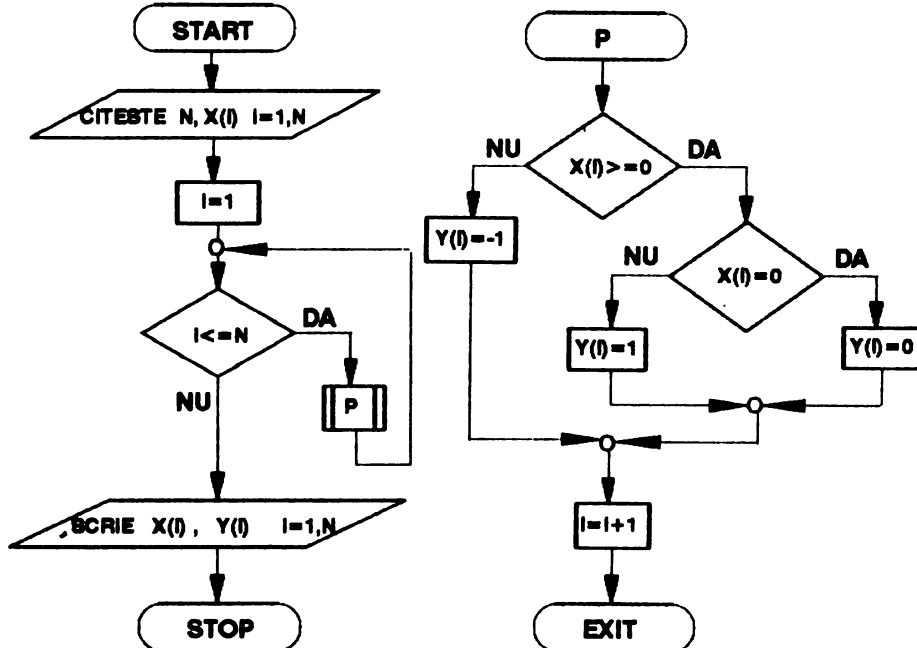 START
CITESTE N, X(I) I=1,N
I=1
I<=N
DA
P
NU
SCRIE X(I), Y(I) I=1,N
STOP
P
X(I)>=0
NU
DA
Y(I)=-1
X(I)=0
NU
DA
Y(I)=1
Y(I)=0
I=I+1
EXIT